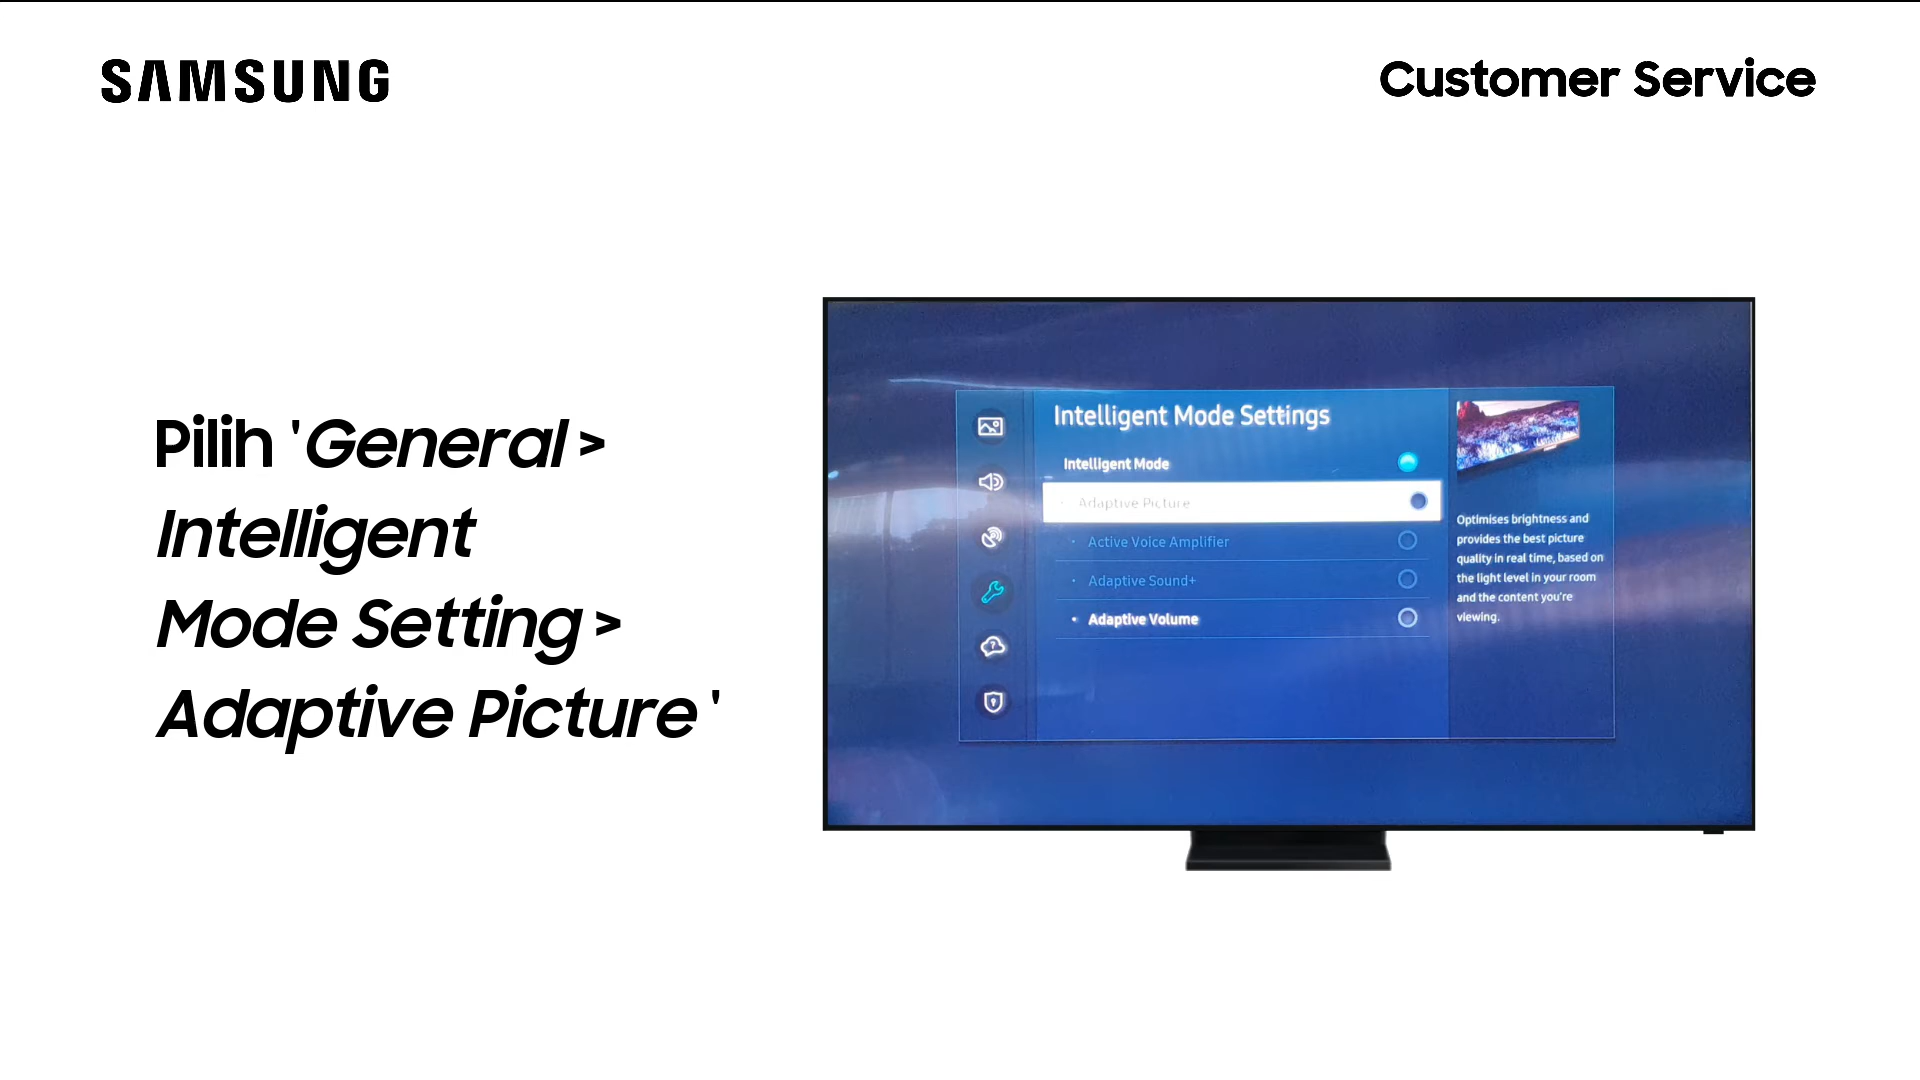 SAMSUNG
Customer Service
Pilih 'General >
Intelligent
Mode Setting >
Adaptive Picture '
Intelligent Mode Settings
Intelligent Mode
Adaptive Picture
Active Voice Amplifier
Adaptive Sound+
Adaptive Volume
Optimises brightness and
provides the best picture
quality in real time, based on
the light level in your room
and the content you're
viewing.